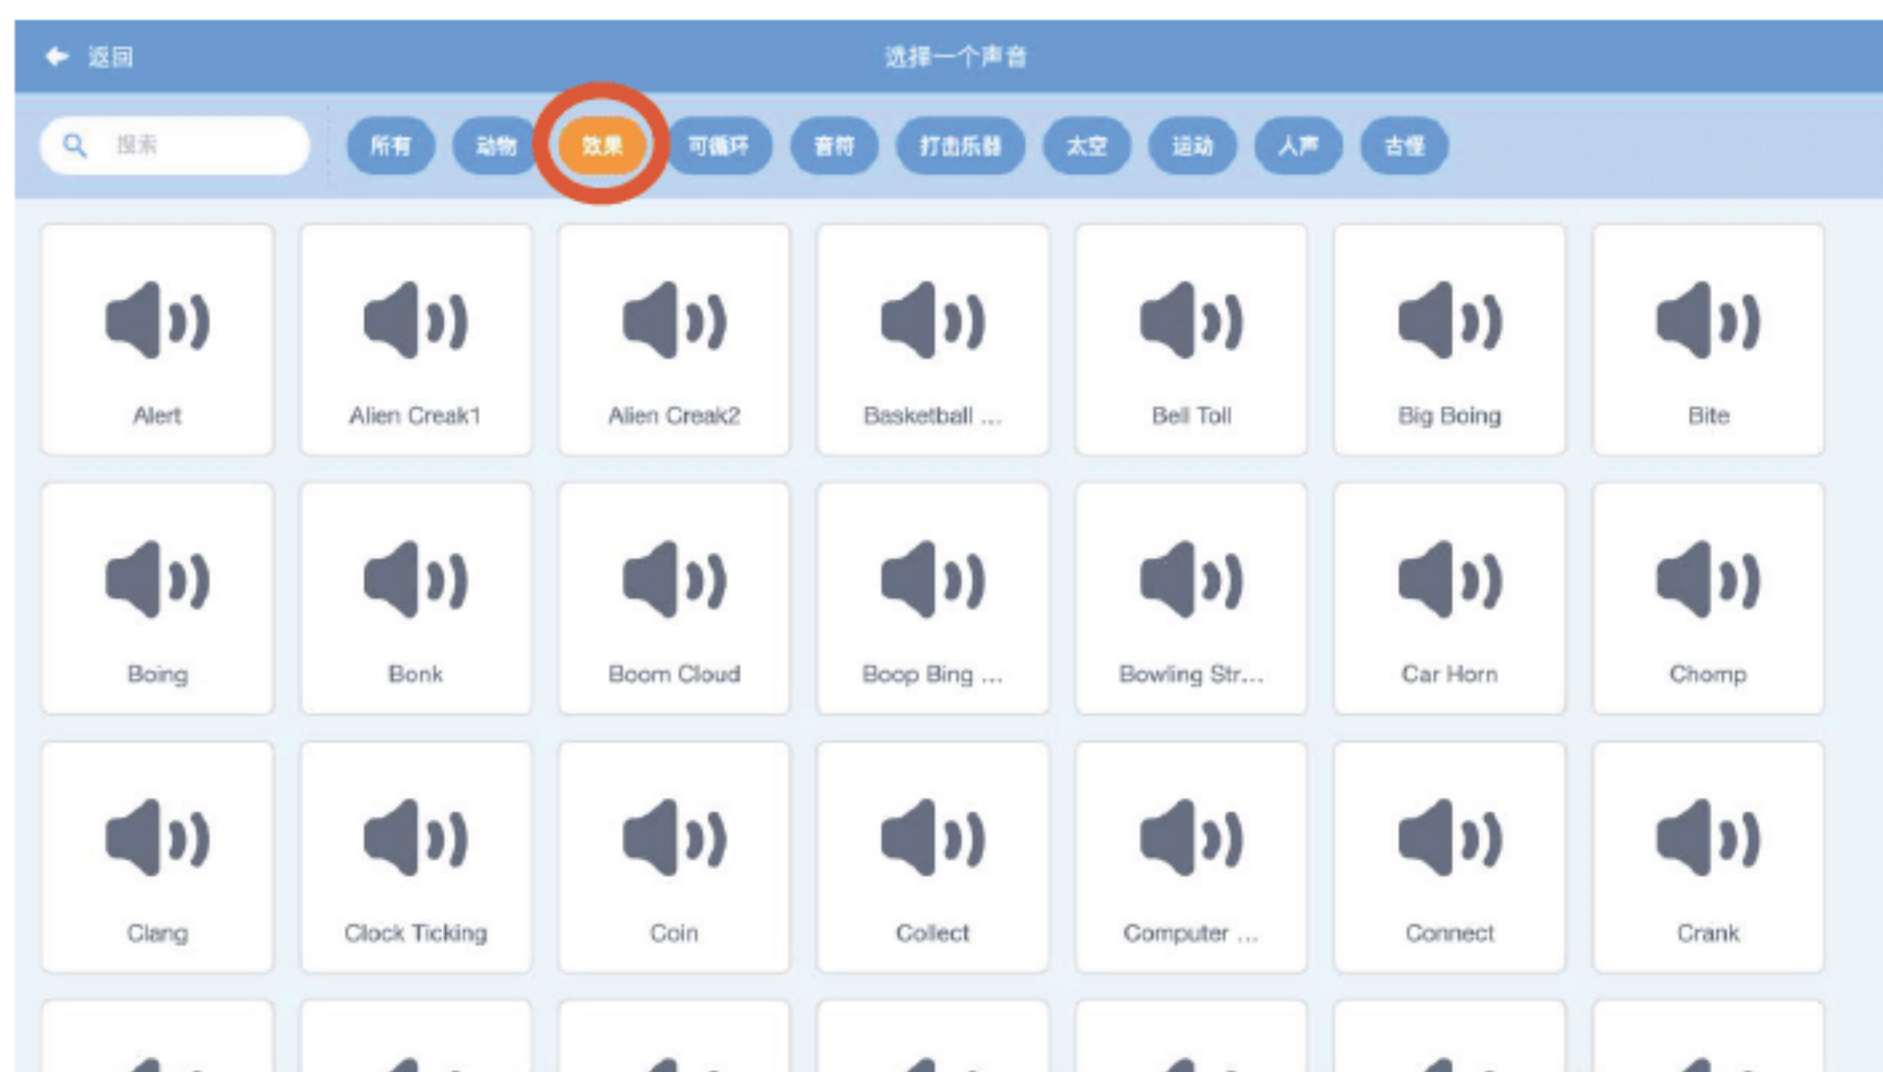 返回 选择一个声音
搜索 所有 动物 效果 可循环 音符 打击乐器 太空 运动 人声 古怪
Alert Alien Creak1 Alien Creak2 Basketball ... Bell Toll Big Boing Bite
Boing Bonk Boom Cloud Boop Bing ... Bowling Str... Car Horn Chomp
Clang Clock Ticking Coin Collect Computer ... Connect Crank